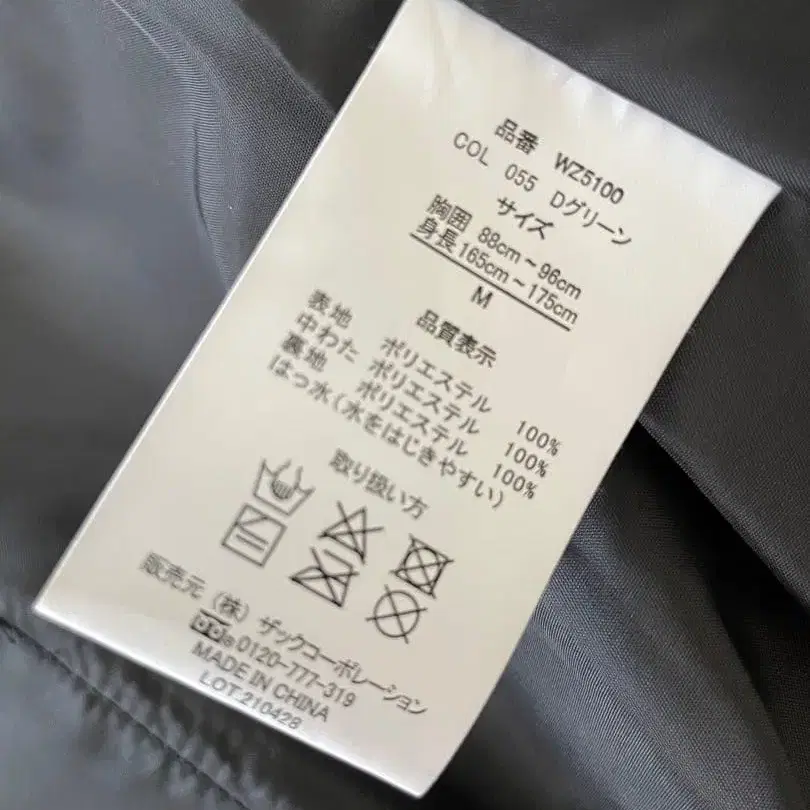 品番 WZ5100
COL 055 Dグリーン
サイズ
胸囲 88cm~96cm
身長 165cm~175cm
M
品質表示
表地 ポリエステル 100%
中わた ポリエステル 100%
裏地 ポリエステル 100%
はっ水(水をはじきやすい)
取り扱い方
販売元 (株) ザックコーポレーション
0120-777-319
MADE IN CHINA
LOT.210428